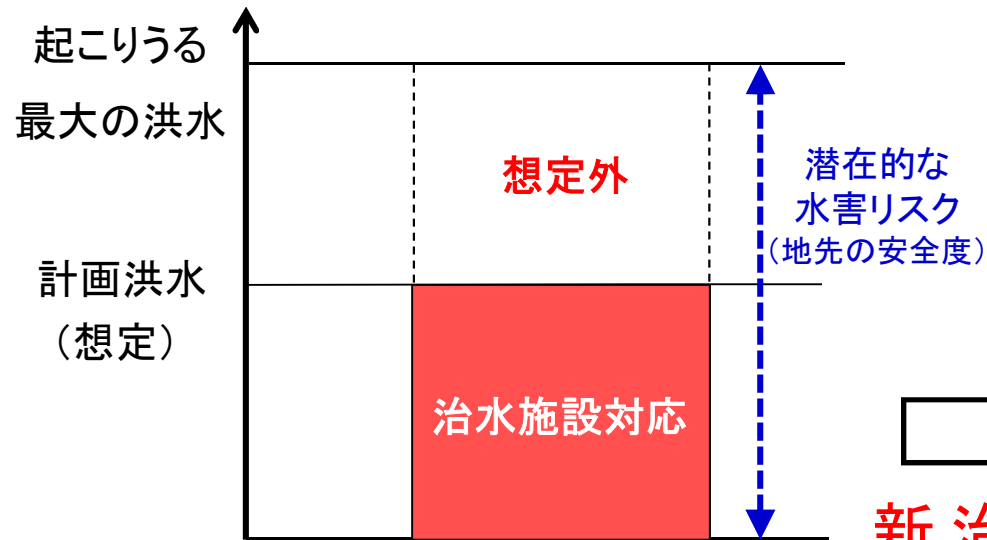 起こりうる
最大の洪水
想定外
潜在的な
水害リスク
（地先の安全度）
計画洪水
（想定）
治水施設対応
新 治